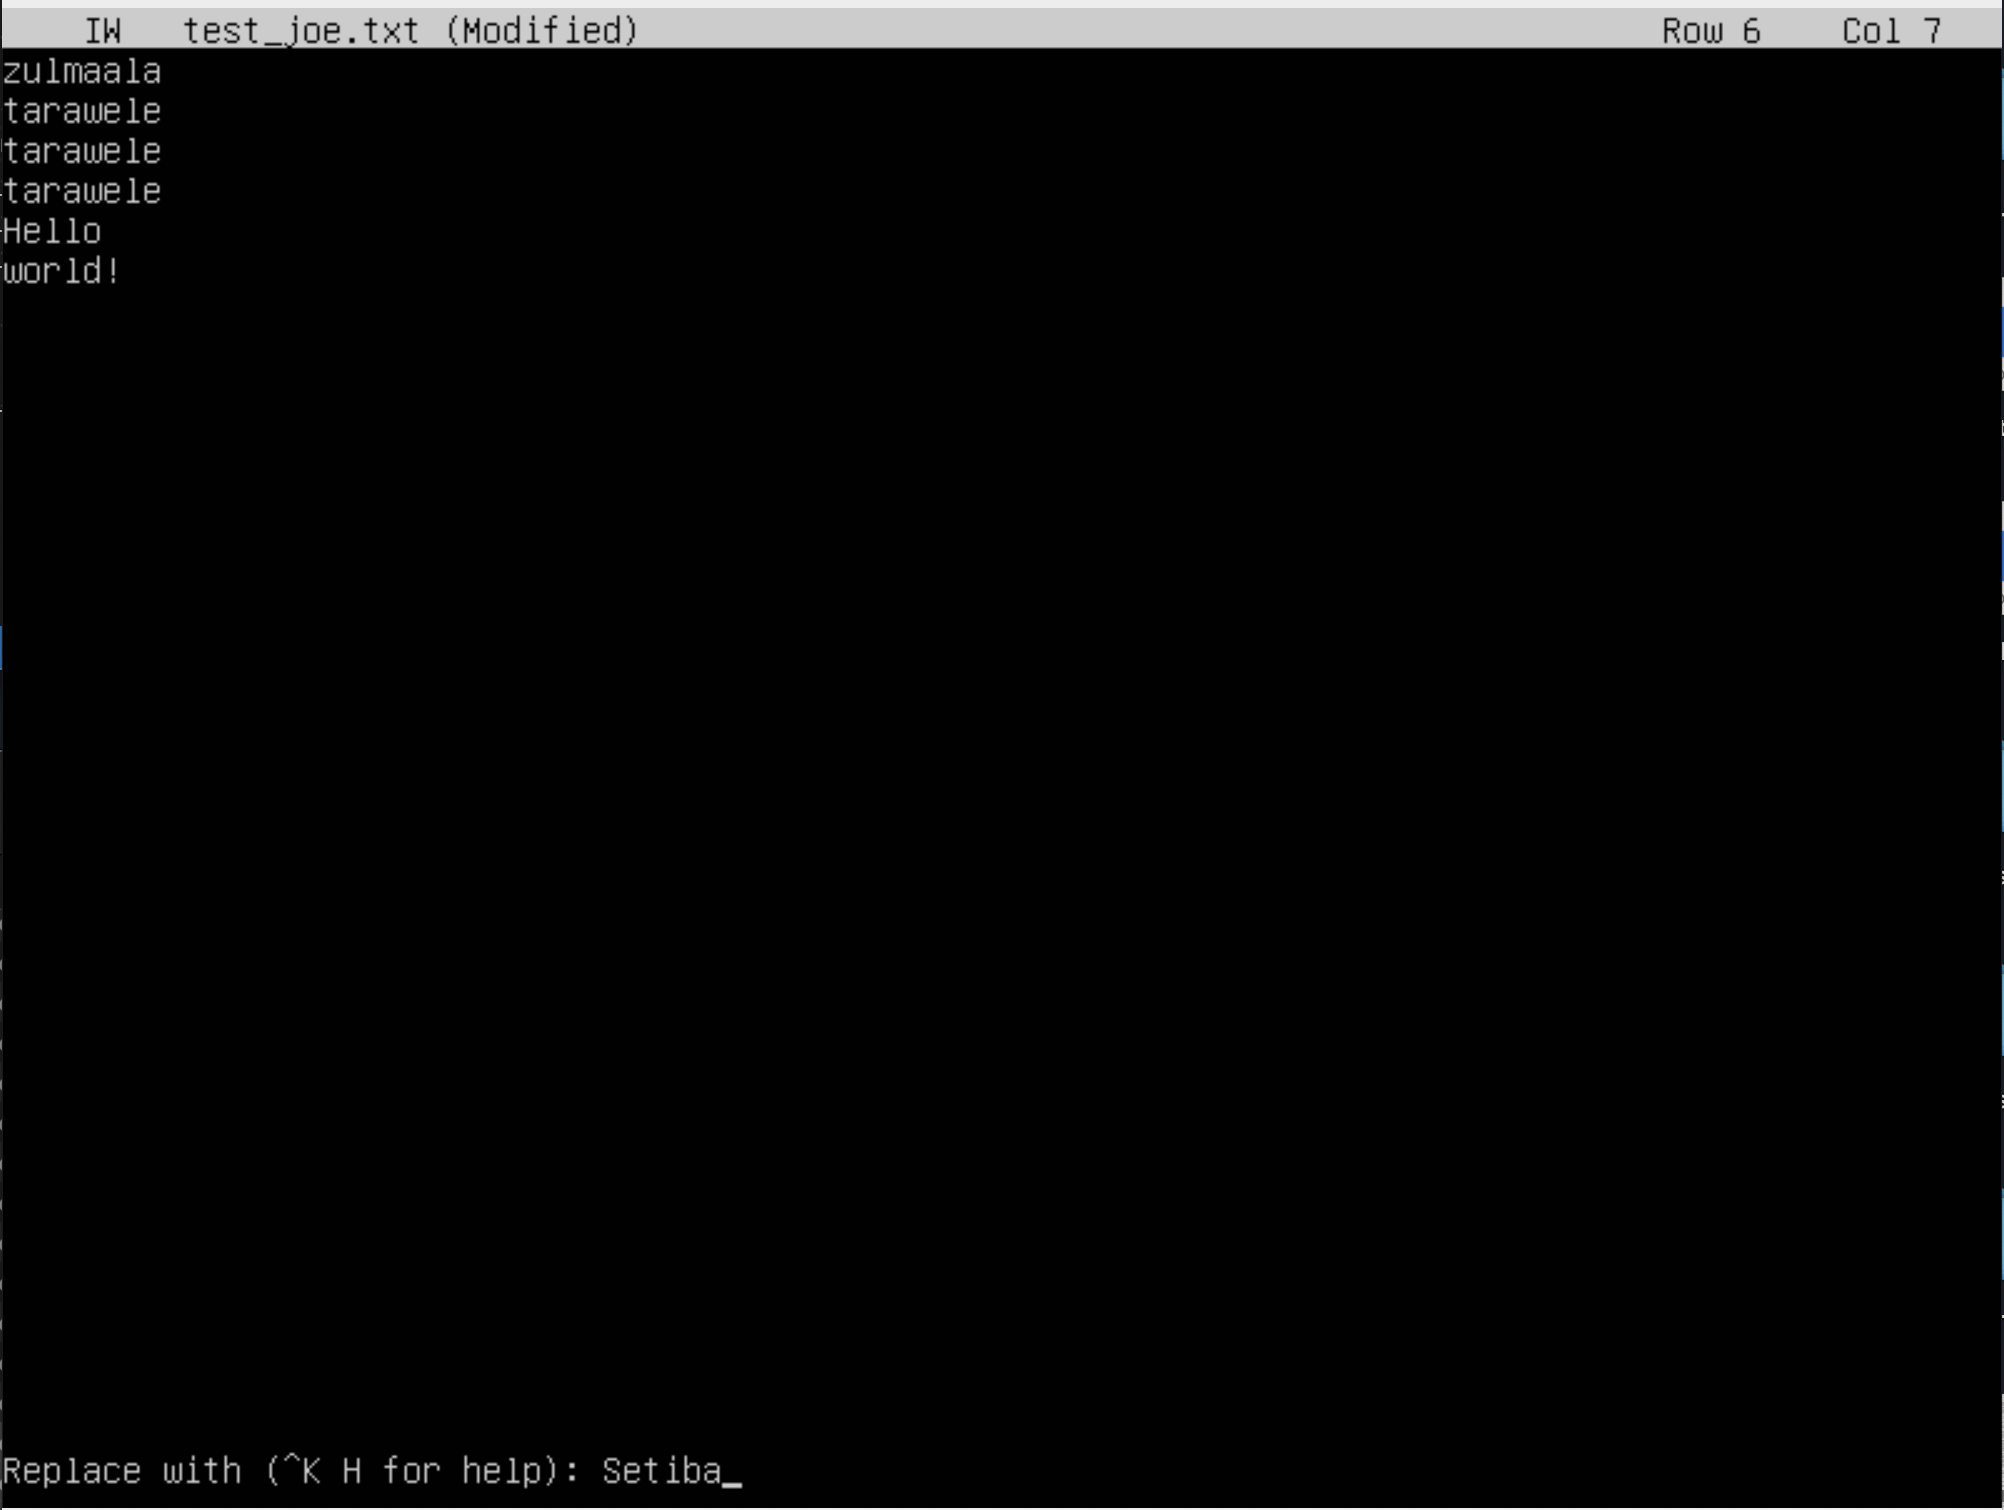 IW test_joe.txt (Modified) Row 6 Col 7
zulmaala
tarawele
tarawele
tarawele
Hello
world!
Replace with (^K H for help): Setiba_